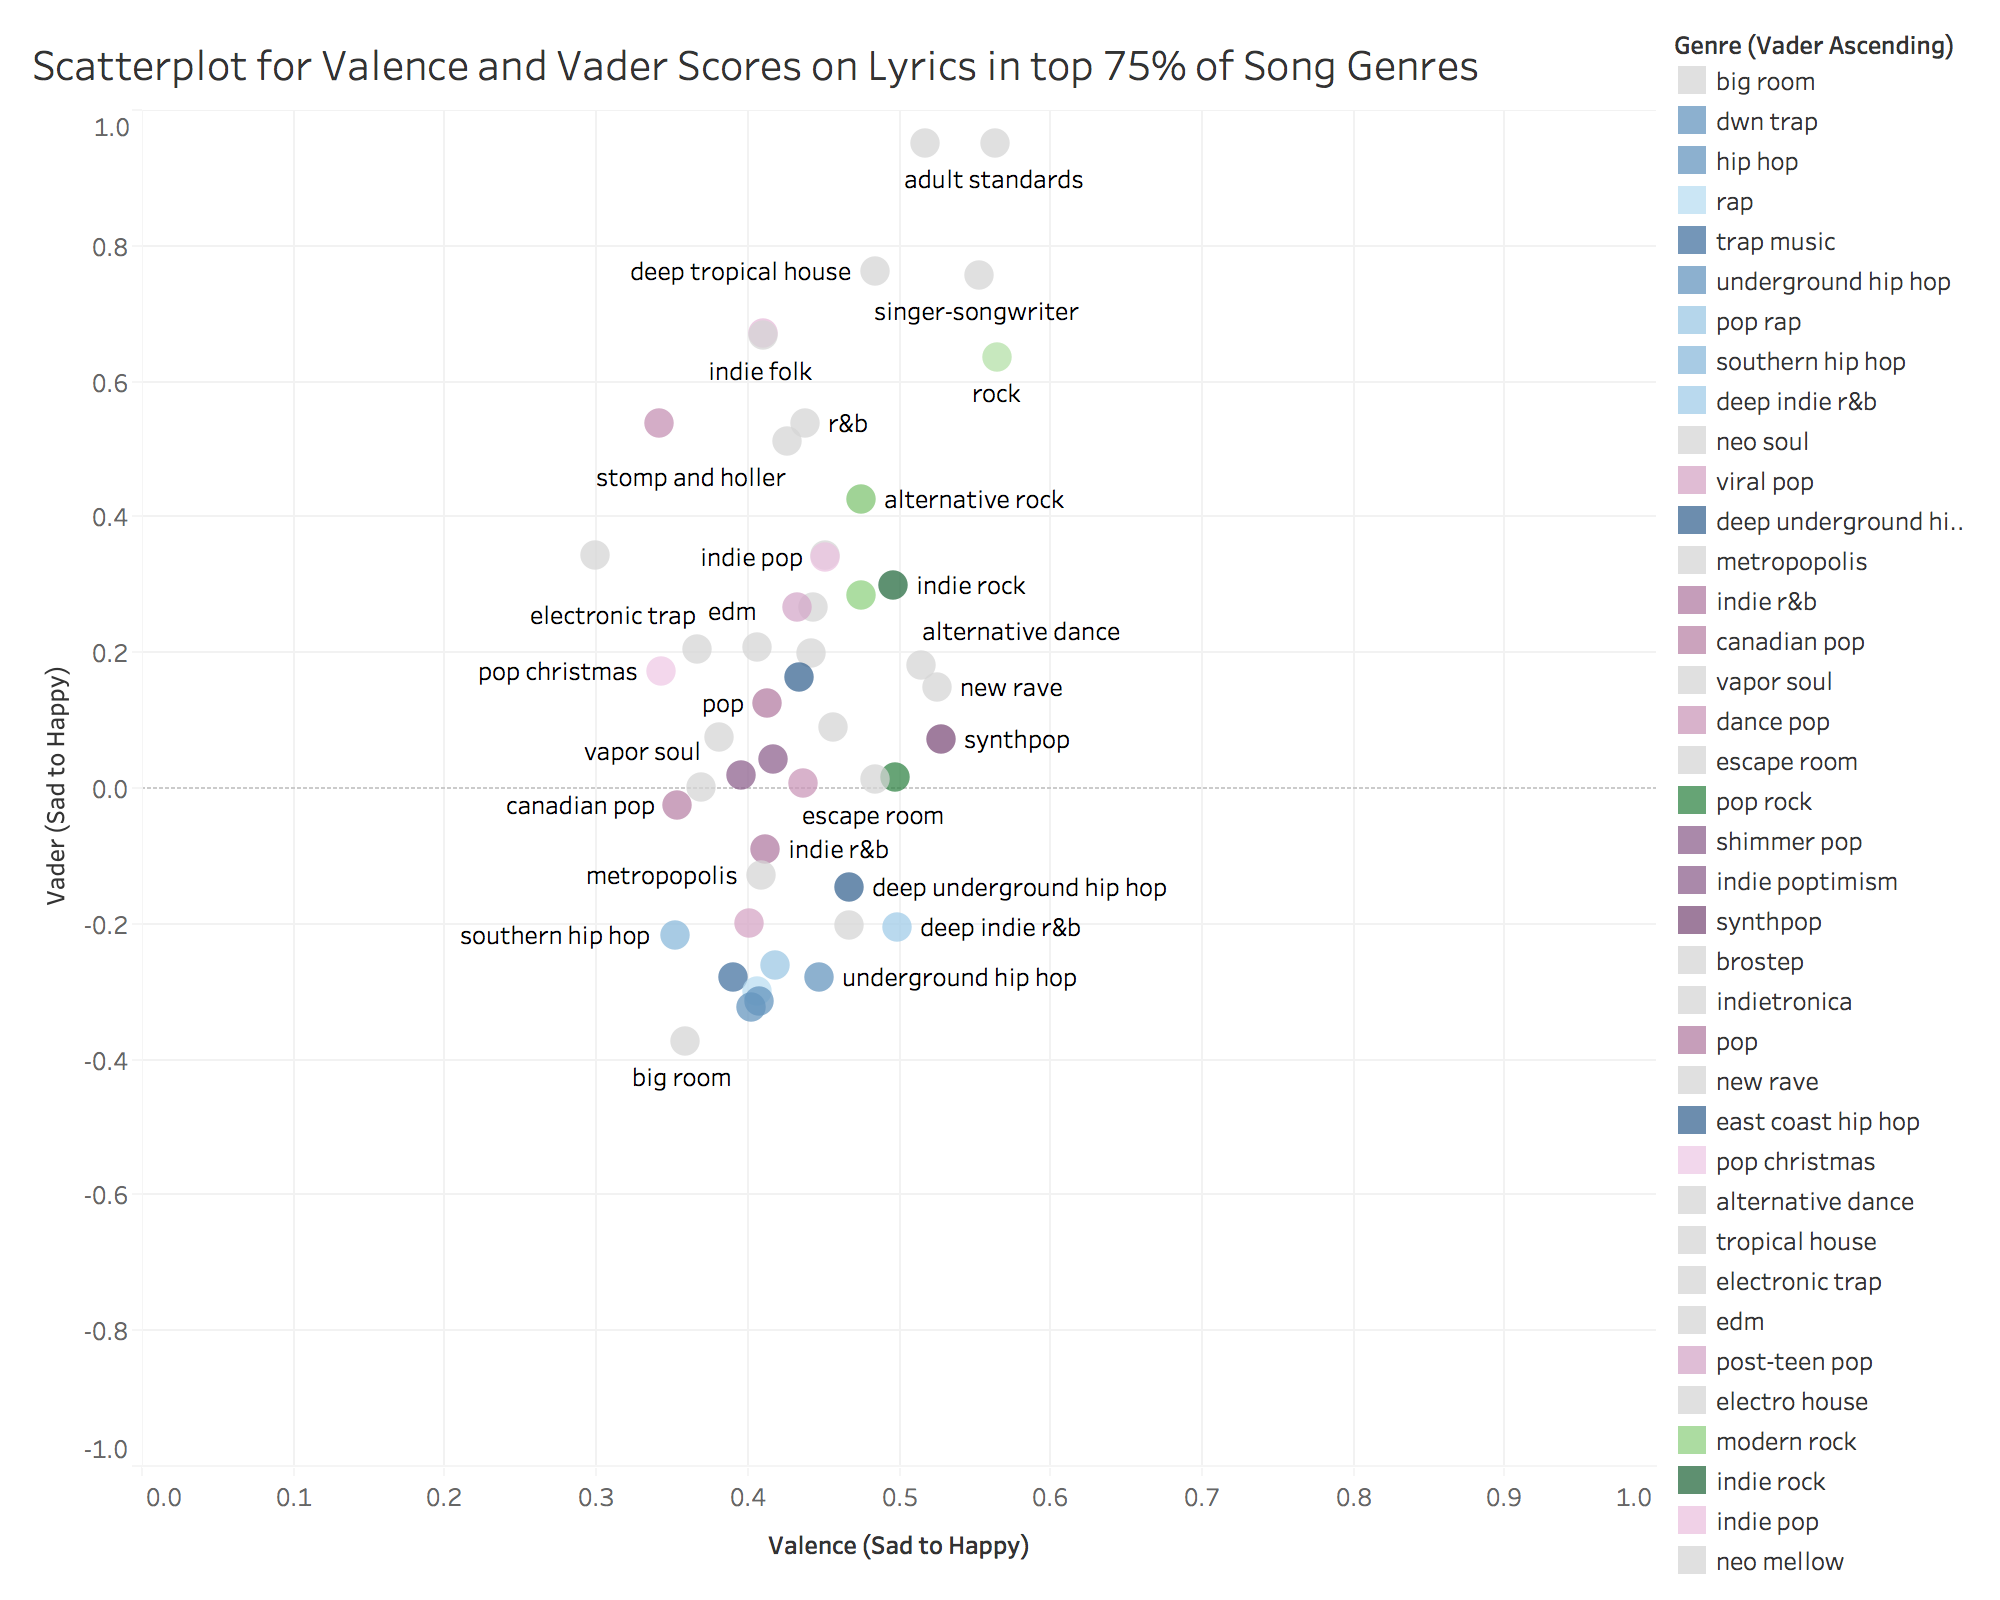 Scatterplot for Valence and Vader Scores on Lyrics in top 75% of Song Genres
Genre (Vader Ascending)
big room
dwn trap
hip hop
rap
trap music
underground hip hop
pop rap
southern hip hop
deep indie r&b
neo soul
viral pop
deep underground hi..
metropopolis
indie r&b
canadian pop
vapor soul
dance pop
escape room
pop rock
shimmer pop
indie poptimism
synthpop
brostep
indietronica
pop
new rave
east coast hip hop
pop christmas
alternative dance
tropical house
electronic trap
edm
post-teen pop
electro house
modern rock
indie rock
indie pop
neo mellow
Vader (Sad to Happy)
1.0
0.8
0.6
0.4
0.2
0.0
-0.2
-0.4
-0.6
-0.8
-1.0
adult standards
deep tropical house
singer-songwriter
indie folk
rock
r&b
stomp and holler
alternative rock
indie pop
indie rock
electronic trap
edm
alternative dance
pop christmas
new rave
pop
synthpop
vapor soul
canadian pop
escape room
indie r&b
metropopolis
deep underground hip hop
southern hip hop
deep indie r&b
underground hip hop
big room
0.0 0.1 0.2 0.3 0.4 0.5 0.6 0.7 0.8 0.9 1.0
Valence (Sad to Happy)